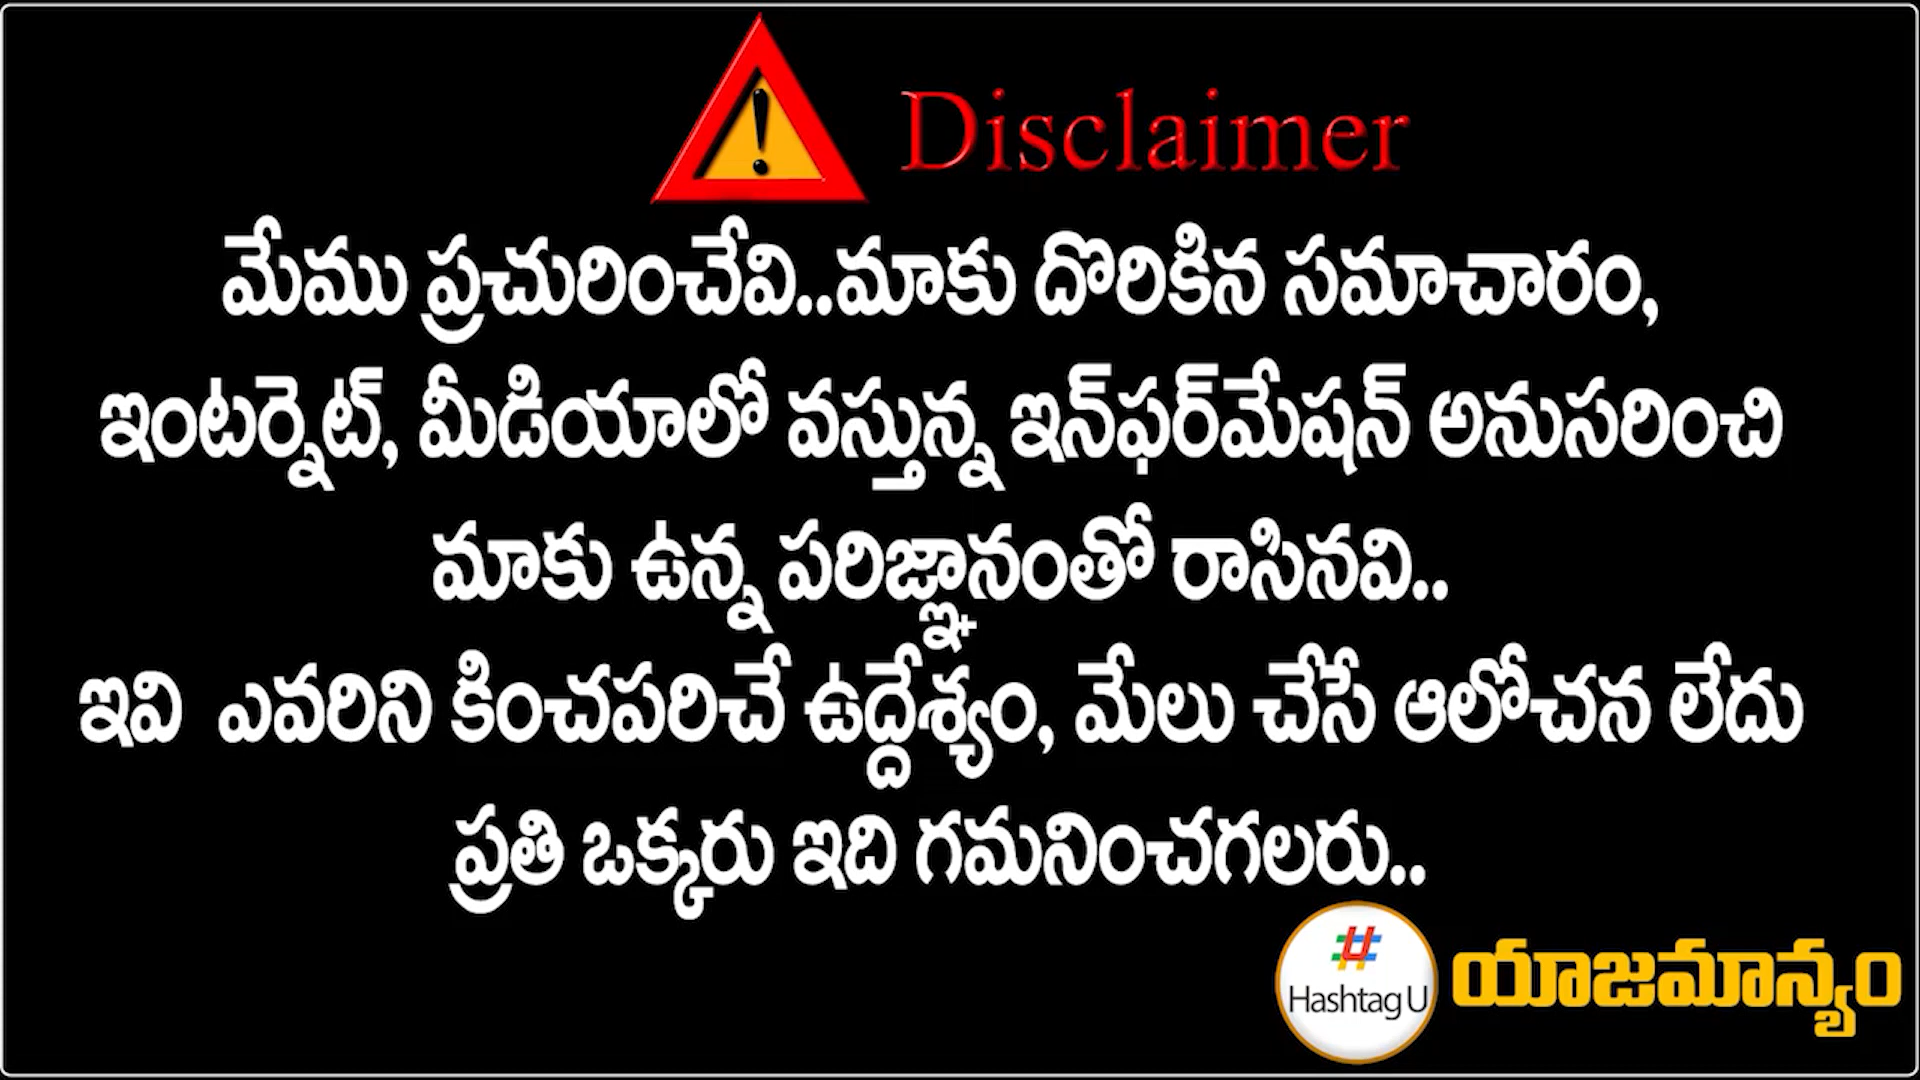 Disclaimer
మేము ప్రచురించేవి..మాకు దొరికిన సమాచారం,
ఇంటర్నెట్, మీడియాలో వస్తున్న ఇన్‌ఫర్‌మేషన్ అనుసరించి
మాకు ఉన్న పరిజ్ఞానంతో రాసినవి..
ఇవి ఎవరిని కించపరిచే ఉద్దేశ్యం, మేలు చేసే ఆలోచన లేదు
ప్రతి ఒక్కరు ఇది గమనించగలరు..
#
Hashtag U
యాజమాన్యం